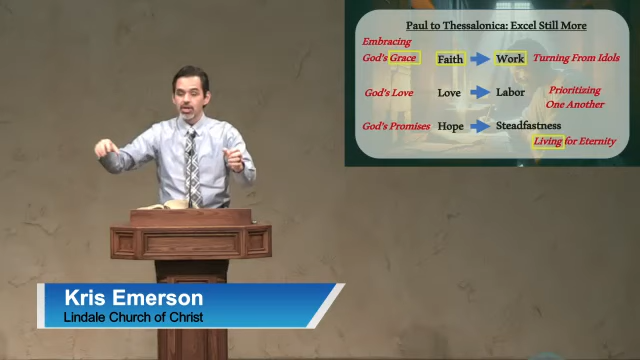 Paul to Thessalonica: Excel Still More
Embracing
God's Grace Faith Work Turning From Idols
God's Love Love Labor Prioritizing
One Another
God's Promises Hope Steadfastness
Living for Eternity
Kris Emerson
Lindale Church of Christ